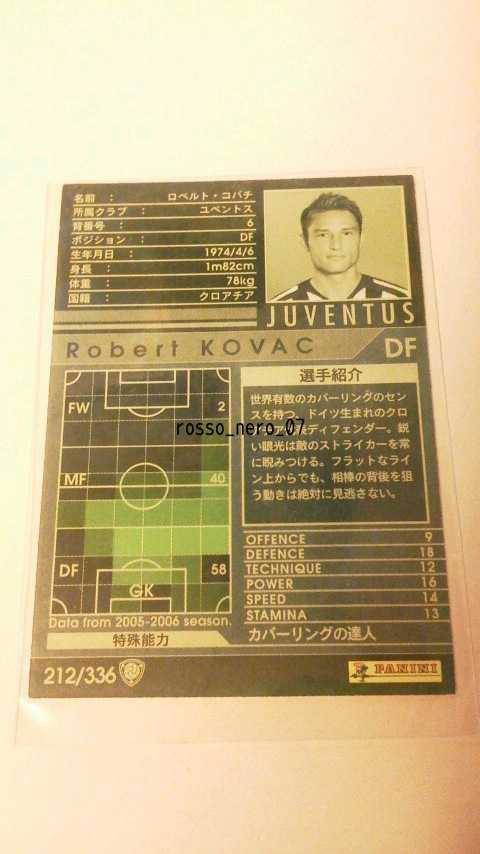 名前 : ロベルト・コバチ
所属クラブ : ユベントス
背番号 : 6
ポジション : DF
生年月日 : 1974/4/6
身長 : 1m82cm
体重 : 78kg
国籍 : クロアチア
JUVENTUS
Robert KOVAC DF
FW 2
MF 40
DF 58
GK
Data from 2005-2006 season.
選手紹介
世界有数のカバーリングのセン
スを持つ、ドイツ生まれのクロ
ディフェンダー。鋭
い眼光は敵のストライカーを常
に睨みつける。フラットなライ
ン上からでも、相棒の背後を狙
う動きは絶対に見逃さない。
rosso_nero_07
OFFENCE 9
DEFENCE 18
TECHNIQUE 12
POWER 16
SPEED 14
STAMINA 13
特殊能力 カバーリングの達人
212/336 PANINI